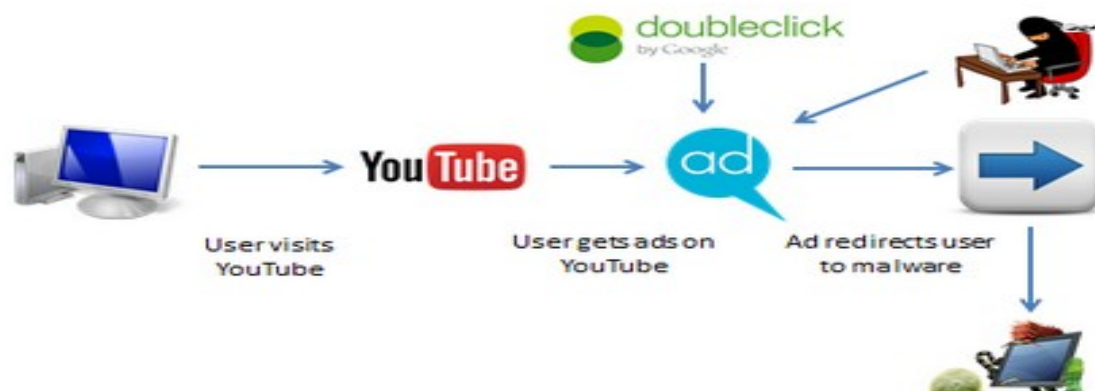 doubleclick
by Google
YouTube
ad
User visits
YouTube
User gets ads on
YouTube
Ad redirects user
to malware